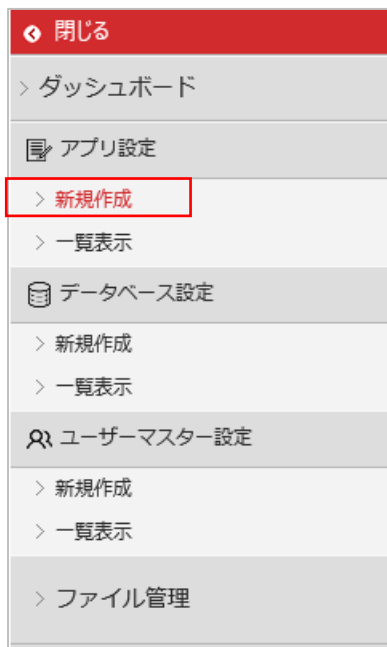 閉じる
ダッシュボード
アプリ設定
新規作成
一覧表示
データベース設定
新規作成
一覧表示
ユーザーマスター設定
新規作成
一覧表示
ファイル管理